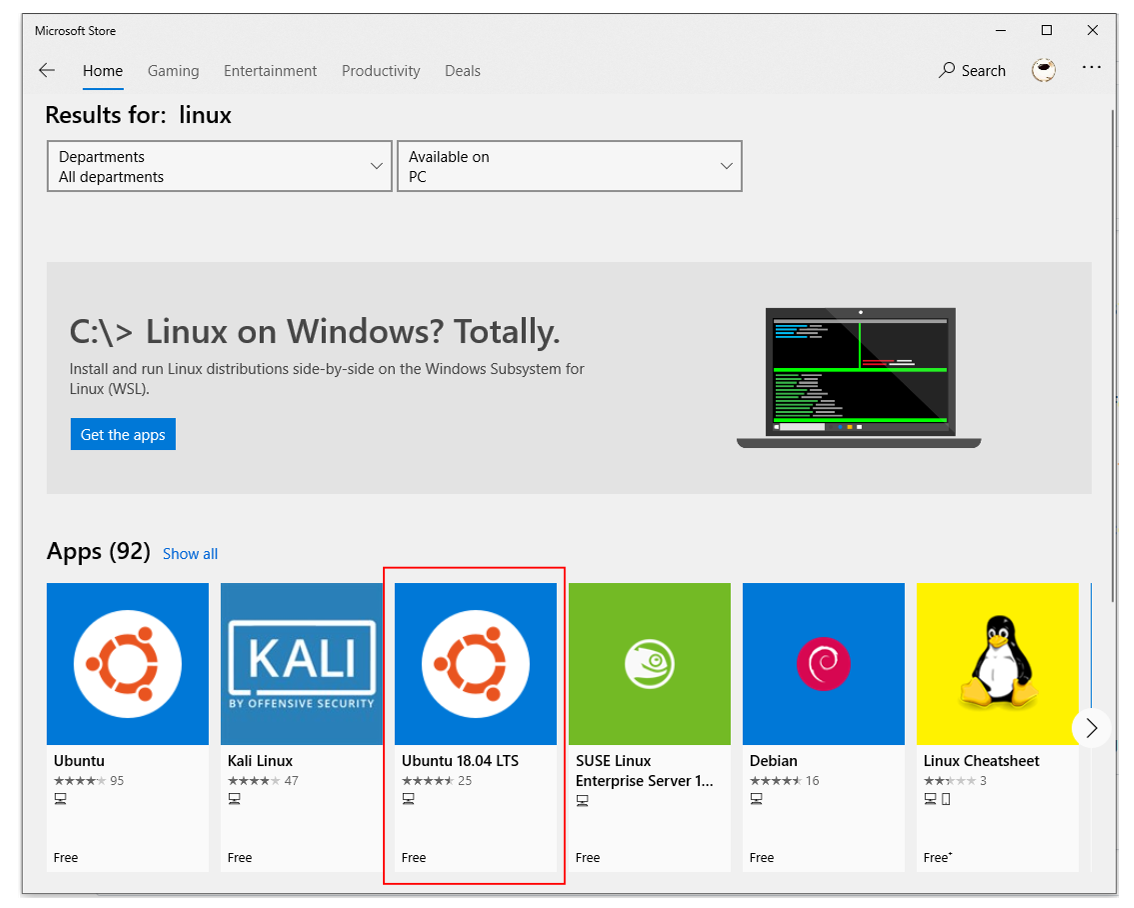 Microsoft Store
Home Gaming Entertainment Productivity Deals Search
Results for: linux
Departments
All departments
Available on
PC
C:\> Linux on Windows? Totally.
Install and run Linux distributions side-by-side on the Windows Subsystem for
Linux (WSL).
Get the apps
Apps (92) Show all
KALI
BY OFFENSIVE SECURITY
Ubuntu
95
Free
Kali Linux
47
Free
Ubuntu 18.04 LTS
25
Free
SUSE Linux
Enterprise Server 1...
Free
Debian
16
Free
Linux Cheatsheet
3
Free+